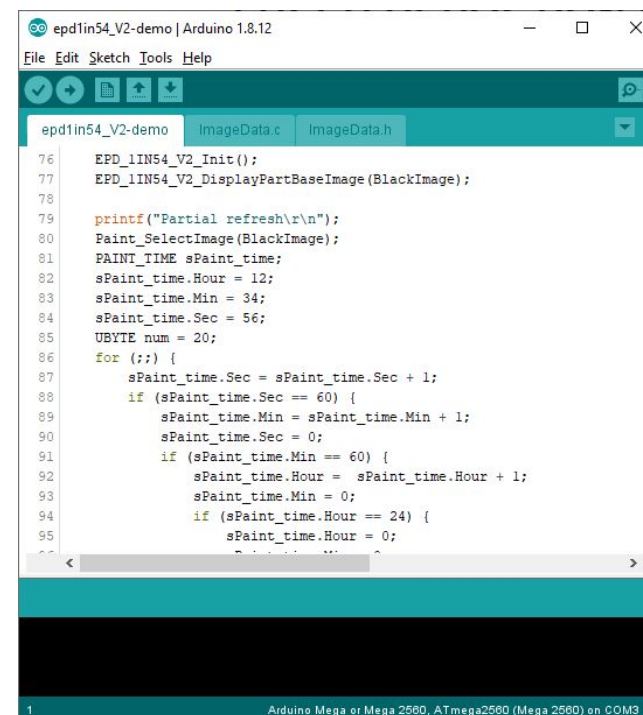 epd1in54_V2-demo | Arduino 1.8.12
File Edit Sketch Tools Help
epd1in54_V2-demo ImageData.c ImageData.h
76 EPD_1IN54_V2_Init();
77 EPD_1IN54_V2_DisplayPartBaseImage(BlackImage);
78
79 printf("Partial refresh\r\n");
80 Paint_SelectImage(BlackImage);
81 PAINT_TIME sPaint_time;
82 sPaint_time.Hour = 12;
83 sPaint_time.Min = 34;
84 sPaint_time.Sec = 56;
85 UBYTE num = 20;
86 for (;;) {
87 sPaint_time.Sec = sPaint_time.Sec + 1;
88 if (sPaint_time.Sec == 60) {
89 sPaint_time.Min = sPaint_time.Min + 1;
90 sPaint_time.Sec = 0;
91 if (sPaint_time.Min == 60) {
92 sPaint_time.Hour =  sPaint_time.Hour + 1;
93 sPaint_time.Min = 0;
94 if (sPaint_time.Hour == 24) {
95 sPaint_time.Hour = 0;
1 Arduino Mega or Mega 2560, ATmega2560 (Mega 2560) on COM3